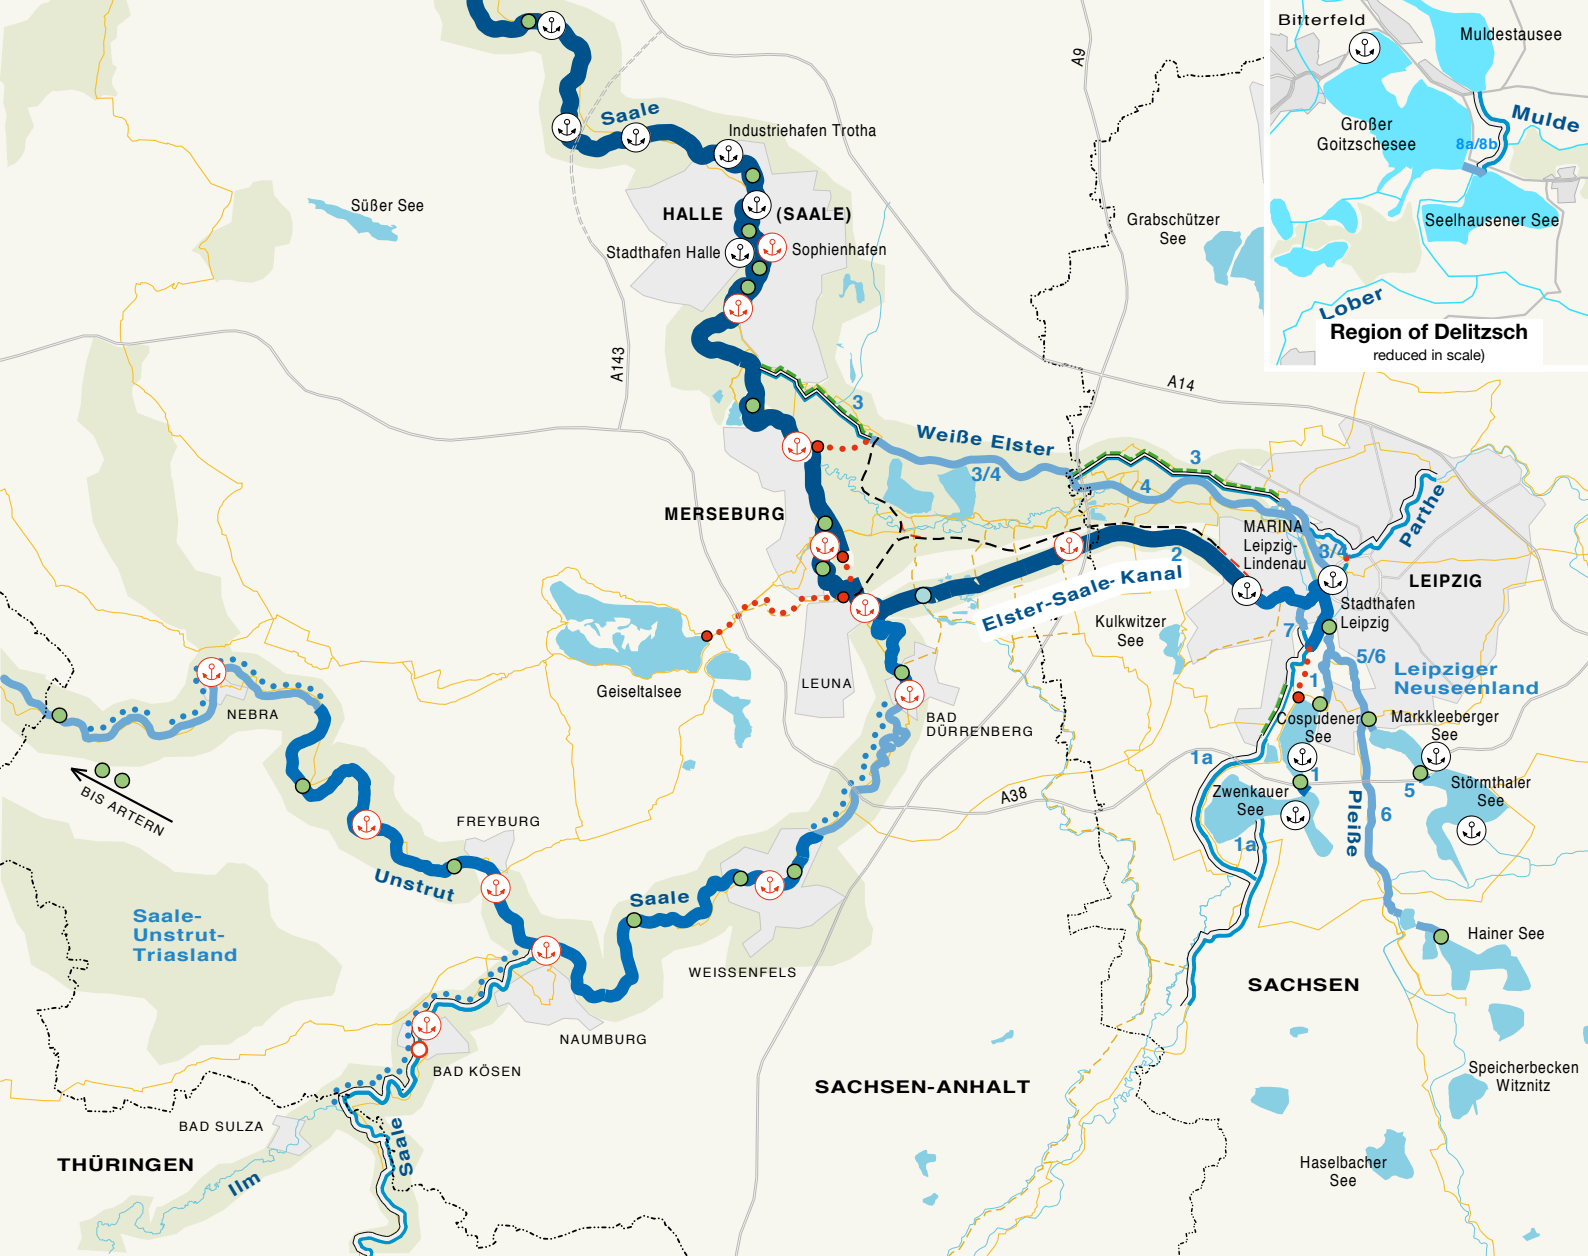 Bitterfeld
Muldestausee
A9
Mulde
Großer
Goitzschesee
8a/8b
Saale
Industriehafen Trotha
Süßer See
HALLE (SAALE)
Grabschützer
See
Seelhausener See
Stadthafen Halle
Sophienhafen
Lober
Region of Delitzsch
reduced in scale)
A143
A14
3
Weiße Elster
3/4
3
4
Parthe
MERSEBURG
MARINA
Leipzig-
Lindenau
3/4
2
LEIPZIG
Elster-Saale-Kanal
Stadthafen
Leipzig
Kulkwitzer
See
7
5/6
Leipziger
Neuseenland
1
Geiseltalsee
LEUNA
NEBRA
BAD
DÜRRENBERG
Cospudener
See
Markkleeberger
See
1a
1
BIS ARTERN
A38
Zwenkauer
See
5
Störmthaler
See
Pleiße
6
FREYBURG
1a
Unstrut
Saale
Saale-
Unstrut-
Triasland
Hainer See
WEISSENFELS
SACHSEN
NAUMBURG
BAD KÖSEN
SACHSEN-ANHALT
Speicherbecken
Witznitz
BAD SULZA
Saale
THÜRINGEN
Ilm
Haselbacher
See